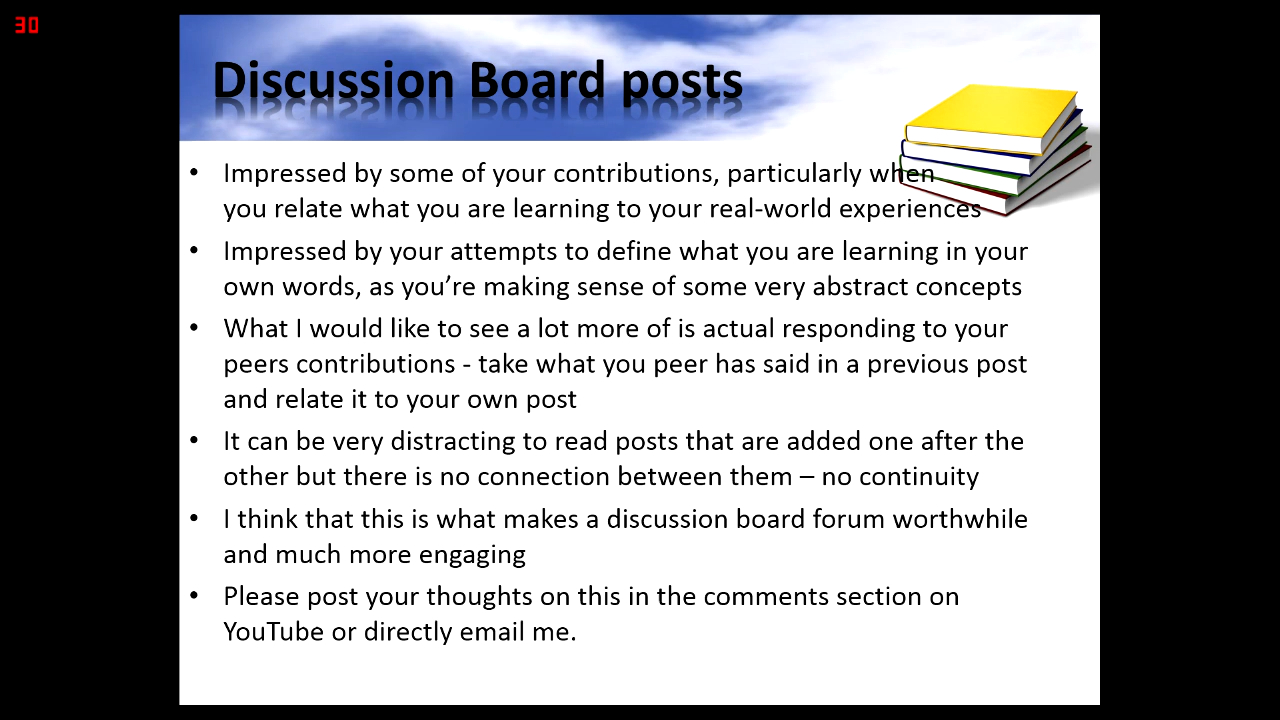 30
Discussion Board posts
• Impressed by some of your contributions, particularly when
you relate what you are learning to your real-world experiences
• Impressed by your attempts to define what you are learning in your
own words, as you’re making sense of some very abstract concepts
• What I would like to see a lot more of is actual responding to your
peers contributions - take what you peer has said in a previous post
and relate it to your own post
• It can be very distracting to read posts that are added one after the
other but there is no connection between them – no continuity
• I think that this is what makes a discussion board forum worthwhile
and much more engaging
• Please post your thoughts on this in the comments section on
YouTube or directly email me.